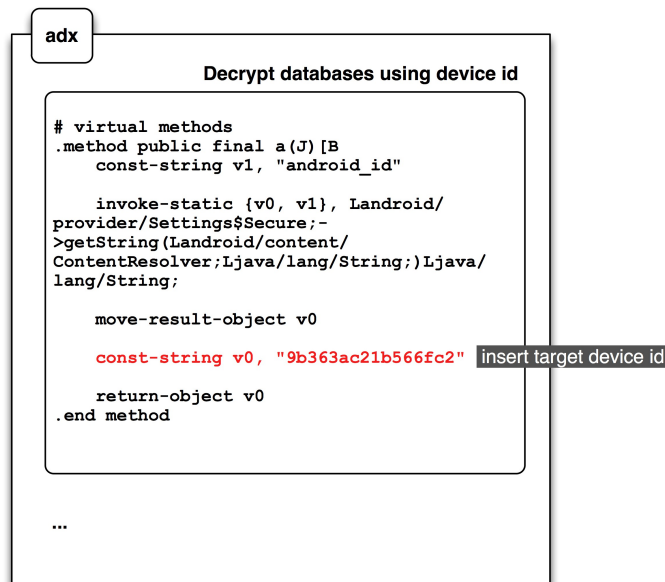 adx
Decrypt databases using device id
# virtual methods
.method public final a(J)[B
const-string v1, "android_id"
invoke-static {v0, v1}, Landroid/
provider/Settings$Secure;-
>getString(Landroid/content/
ContentResolver;Ljava/lang/String;)Ljava/
lang/String;
move-result-object v0
const-string v0, "9b363ac21b566fc2" insert target device id
return-object v0
.end method
...